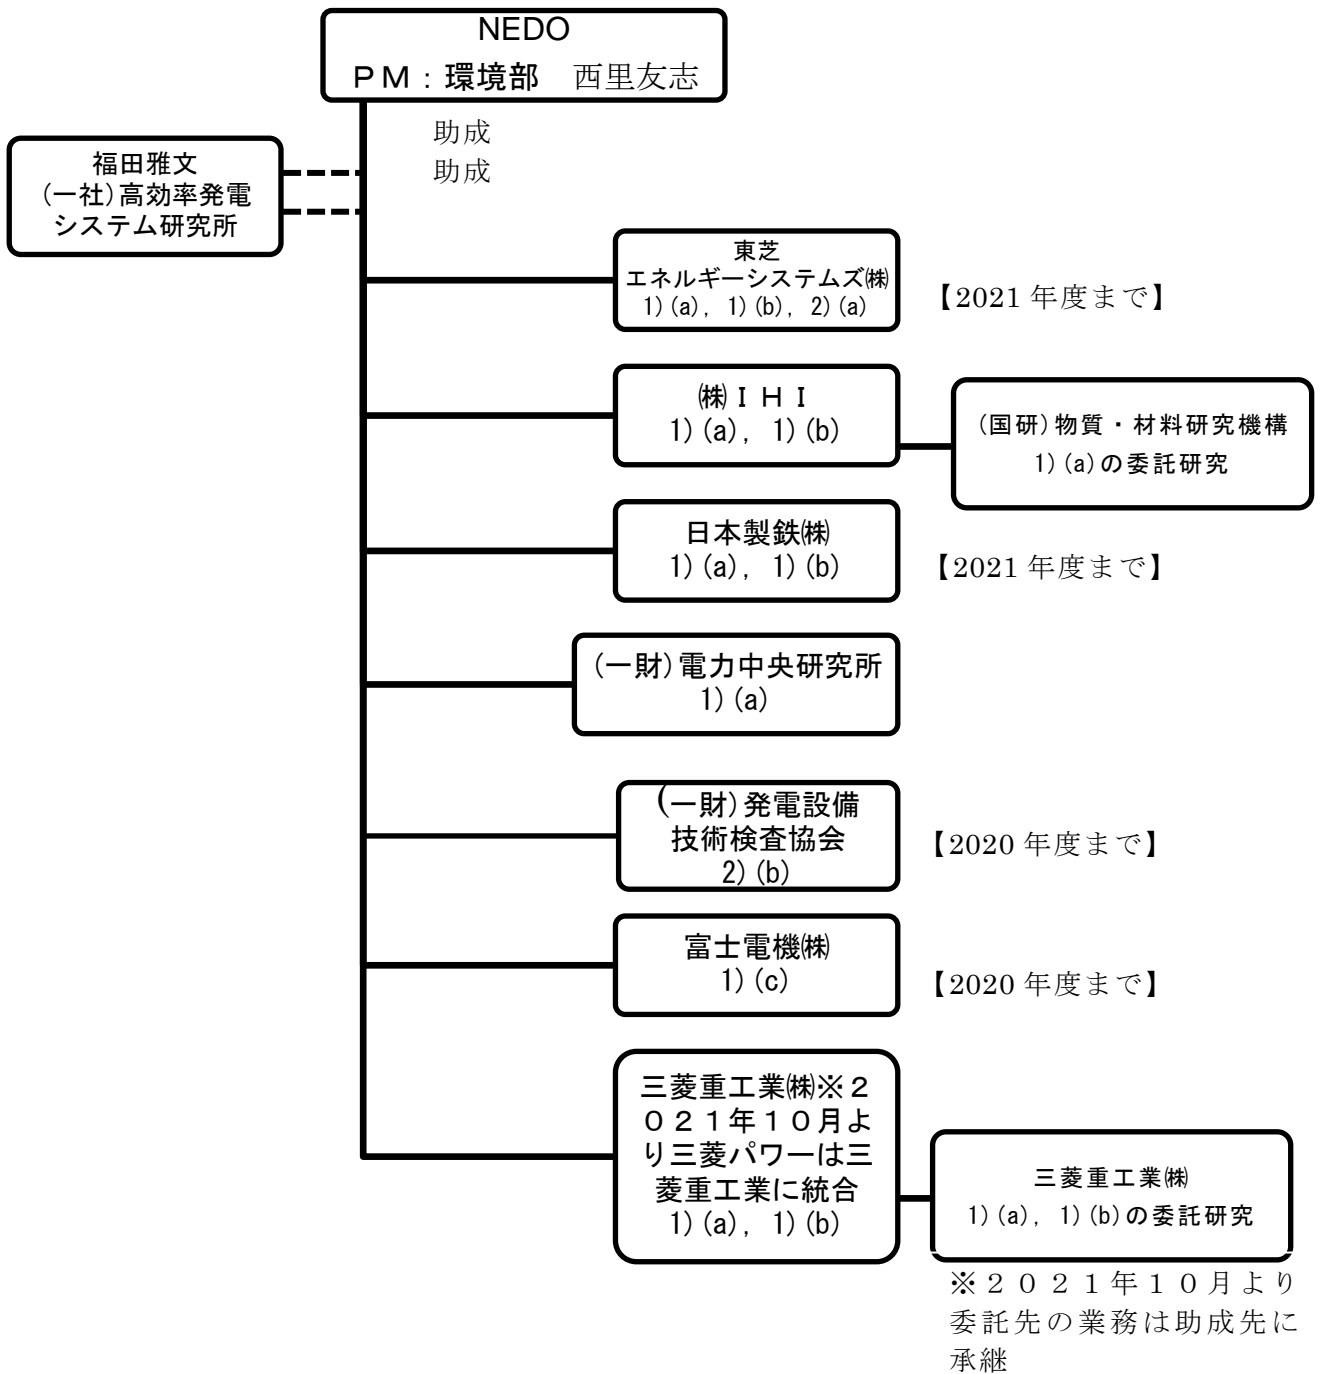 NEDO
ＰＭ：環境部　西里友志
助成
助成
福田雅文
(一社)高効率発電
システム研究所
東芝
エネルギーシステムズ㈱
1)(a), 1)(b), 2)(a)
【2021 年度まで】
㈱ＩＨＩ
1)(a), 1)(b)
(国研)物質・材料研究機構
1)(a)の委託研究
日本製鉄㈱
1)(a), 1)(b)
【2021 年度まで】
(一財)電力中央研究所
1)(a)
(一財)発電設備
技術検査協会
2)(b)
【2020 年度まで】
富士電機㈱
1)(c)
【2020 年度まで】
三菱重工業㈱※２
０２１年１０月よ
り三菱パワーは三
菱重工業に統合
1)(a), 1)(b)
三菱重工業㈱
1)(a), 1)(b)の委託研究
※２０２１年１０月より
委託先の業務は助成先に
承継